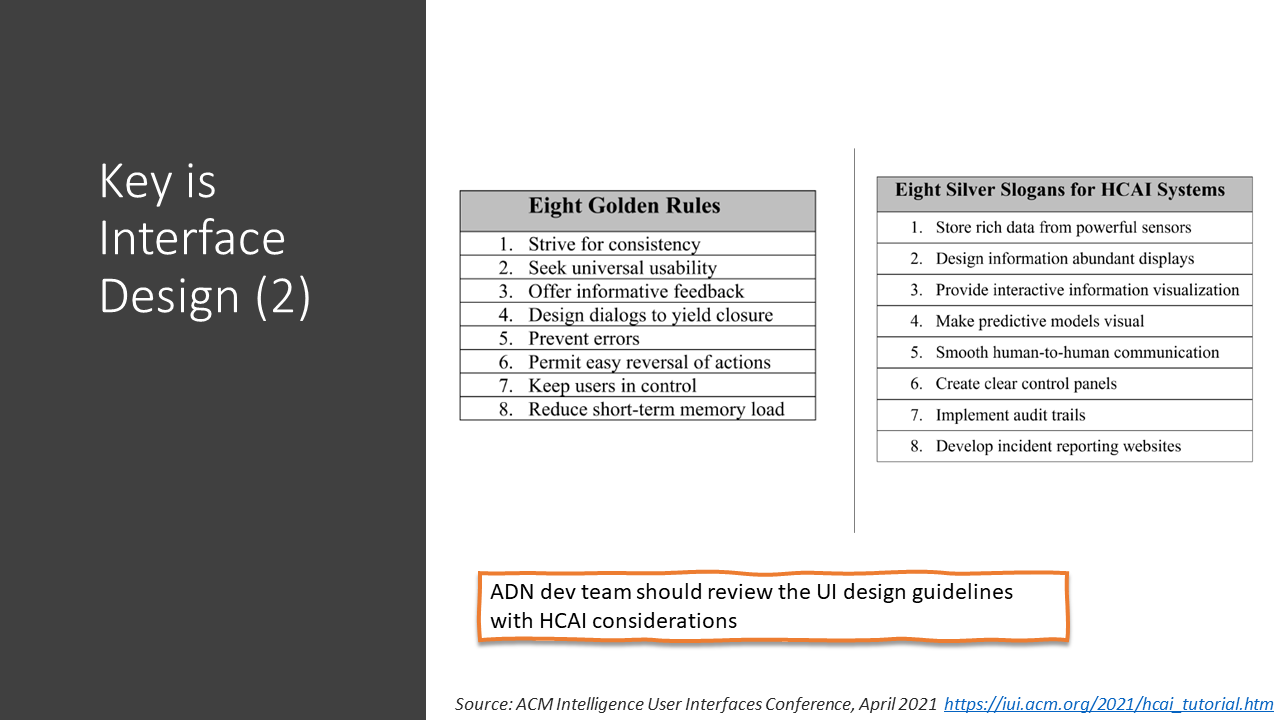 Key is
Interface
Design (2)
Eight Golden Rules
1. Strive for consistency
2. Seek universal usability
3. Offer informative feedback
4. Design dialogs to yield closure
5. Prevent errors
6. Permit easy reversal of actions
7. Keep users in control
8. Reduce short-term memory load
Eight Silver Slogans for HCAI Systems
1. Store rich data from powerful sensors
2. Design information abundant displays
3. Provide interactive information visualization
4. Make predictive models visual
5. Smooth human-to-human communication
6. Create clear control panels
7. Implement audit trails
8. Develop incident reporting websites
ADN dev team should review the UI design guidelines
with HCAI considerations
Source: ACM Intelligence User Interfaces Conference, April 2021 https://iui.acm.org/2021/hcai_tutorial.htm